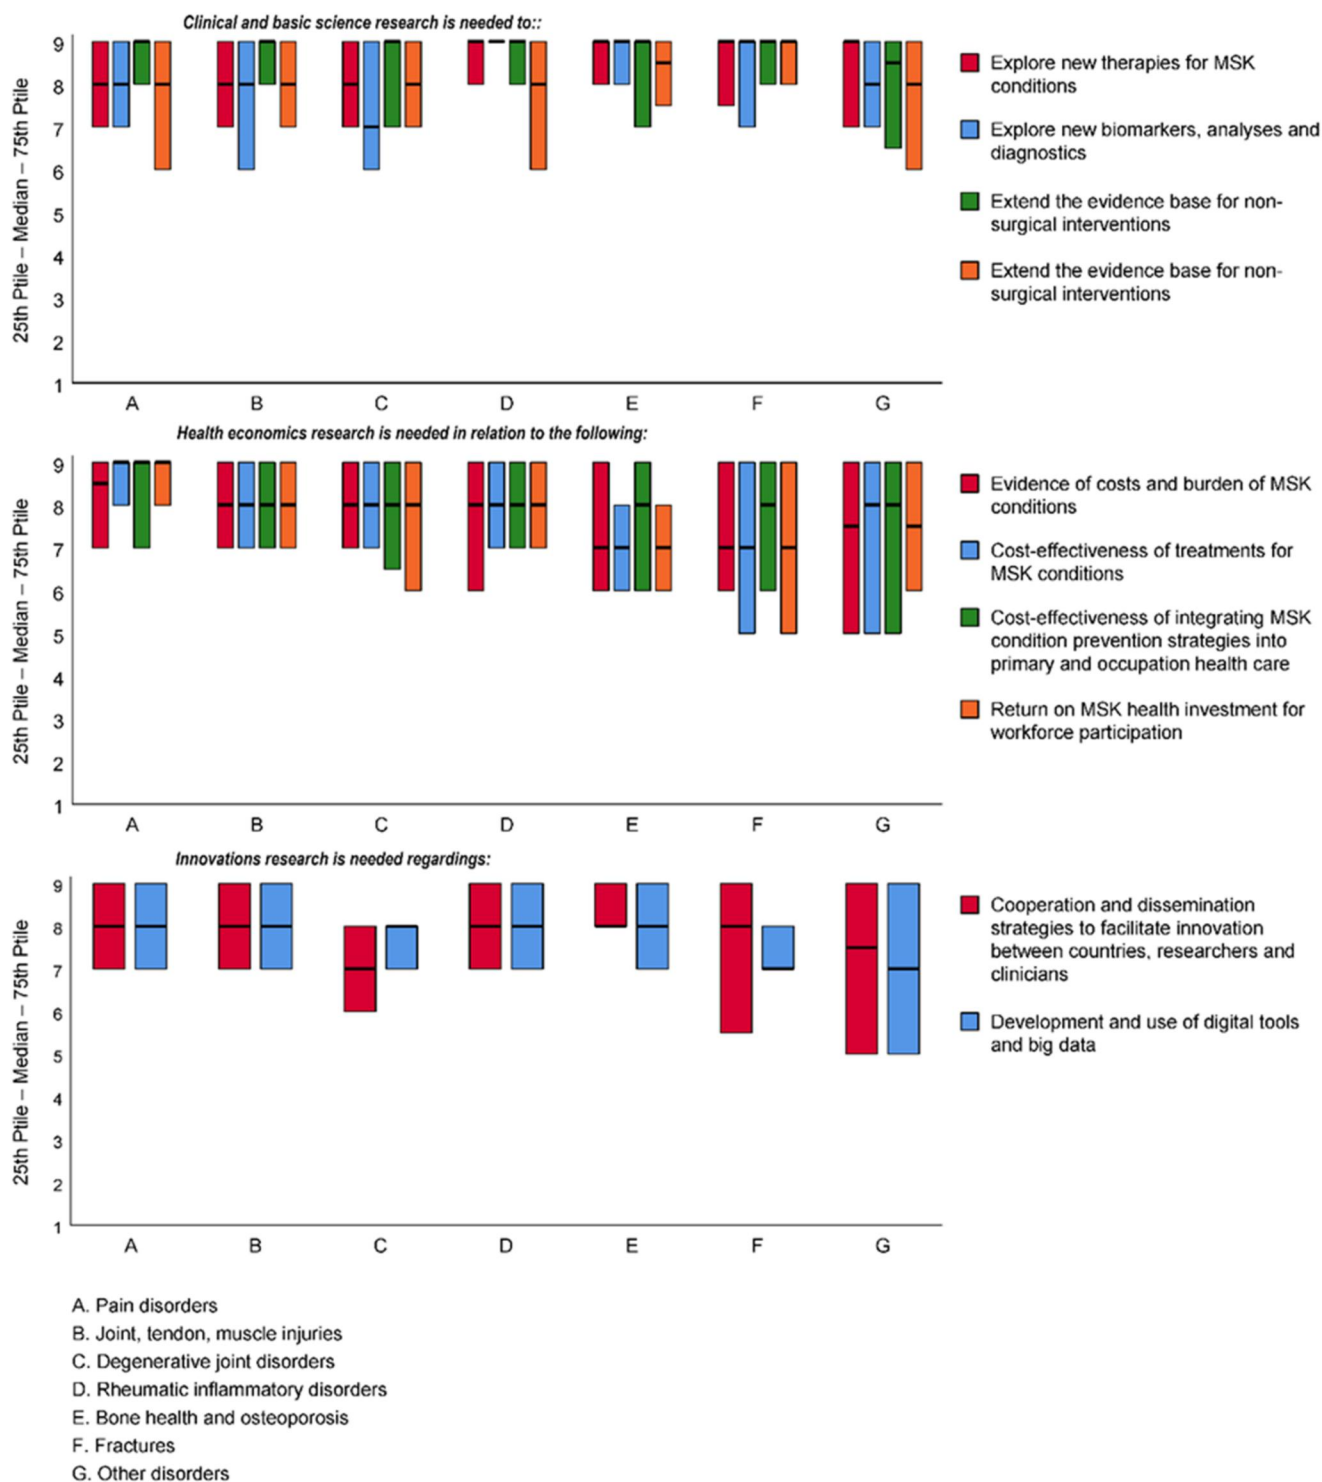 Clinical and basic science research is needed to::
25th Ptile – Median – 75th Ptile
9
8
7
6
5
4
3
2
1
A B C D E F G
Explore new therapies for MSK
conditions
Explore new biomarkers, analyses and
diagnostics
Extend the evidence base for non-
surgical interventions
Extend the evidence base for non-
surgical interventions
Health economics research is needed in relation to the following:
25th Ptile – Median – 75th Ptile
9
8
7
6
5
4
3
2
1
A B C D E F G
Evidence of costs and burden of MSK
conditions
Cost-effectiveness of treatments for
MSK conditions
Cost-effectiveness of integrating MSK
condition prevention strategies into
primary and occupation health care
Return on MSK health investment for
workforce participation
Innovations research is needed regardings:
25th Ptile – Median – 75th Ptile
9
8
7
6
5
4
3
2
1
A B C D E F G
Cooperation and dissemination
strategies to facilitate innovation
between countries, researchers and
clinicians
Development and use of digital tools
and big data
A. Pain disorders
B. Joint, tendon, muscle injuries
C. Degenerative joint disorders
D. Rheumatic inflammatory disorders
E. Bone health and osteoporosis
F. Fractures
G. Other disorders